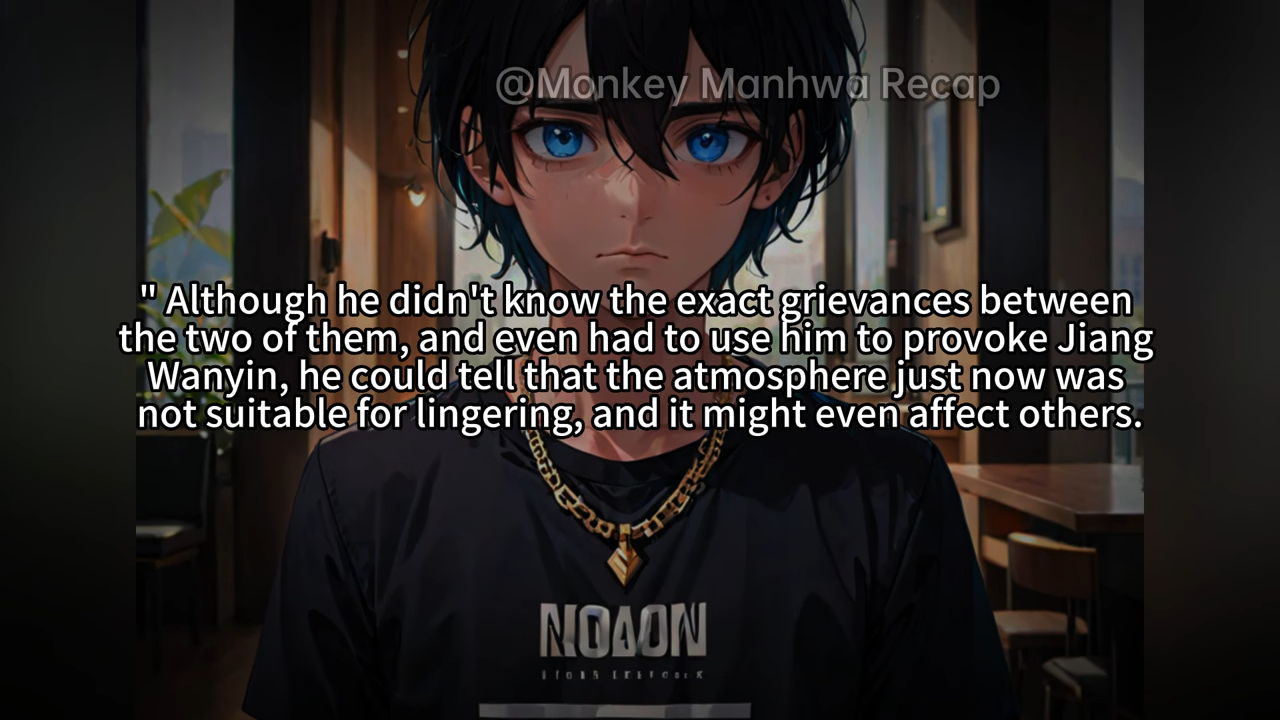 @Monkey Manhwa Recap
" Although he didn't know the exact grievances between
the two of them, and even had to use him to provoke Jiang
Wanyin, he could tell that the atmosphere just now was
not suitable for lingering, and it might even affect others.
NOAON